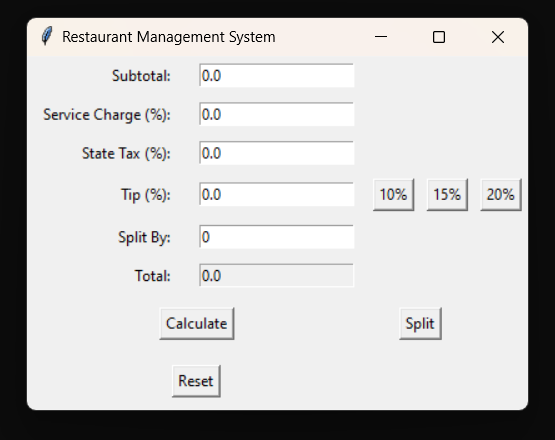 Restaurant Management System
Subtotal: 0.0
Service Charge (%): 0.0
State Tax (%): 0.0
Tip (%): 0.0 10% 15% 20%
Split By: 0
Total: 0.0
Calculate Split
Reset